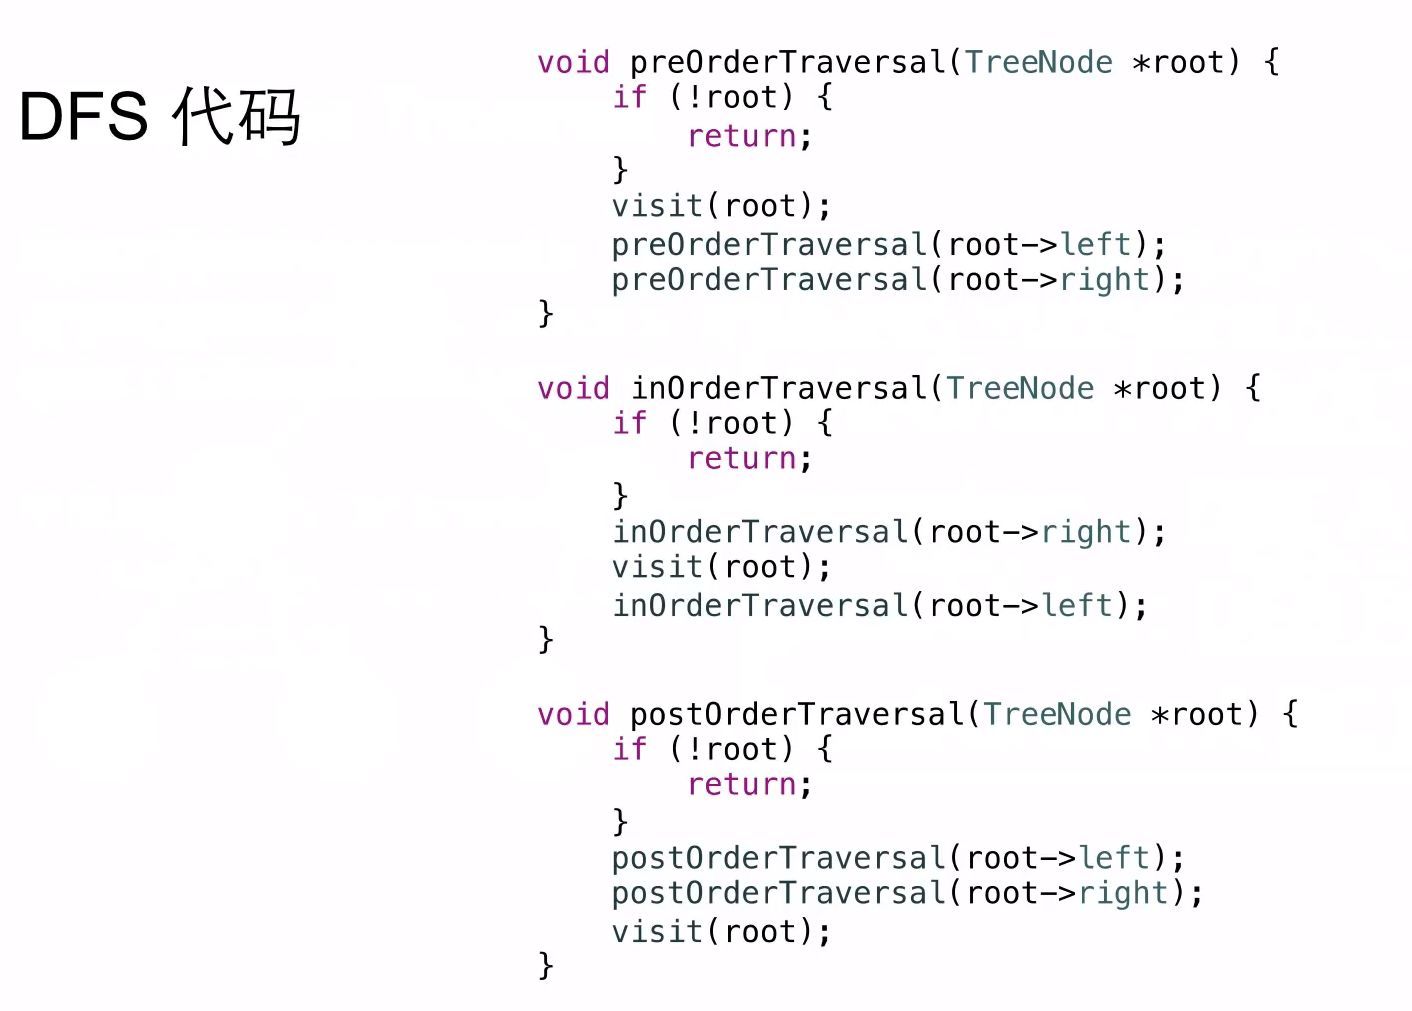 DFS 代码
void preOrderTraversal(TreeNode *root) {
    if (!root) {
        return;
    }
    visit(root);
    preOrderTraversal(root->left);
    preOrderTraversal(root->right);
}
void inOrderTraversal(TreeNode *root) {
    if (!root) {
        return;
    }
    inOrderTraversal(root->right);
    visit(root);
    inOrderTraversal(root->left);
}
void postOrderTraversal(TreeNode *root) {
    if (!root) {
        return;
    }
    postOrderTraversal(root->left);
    postOrderTraversal(root->right);
    visit(root);
}